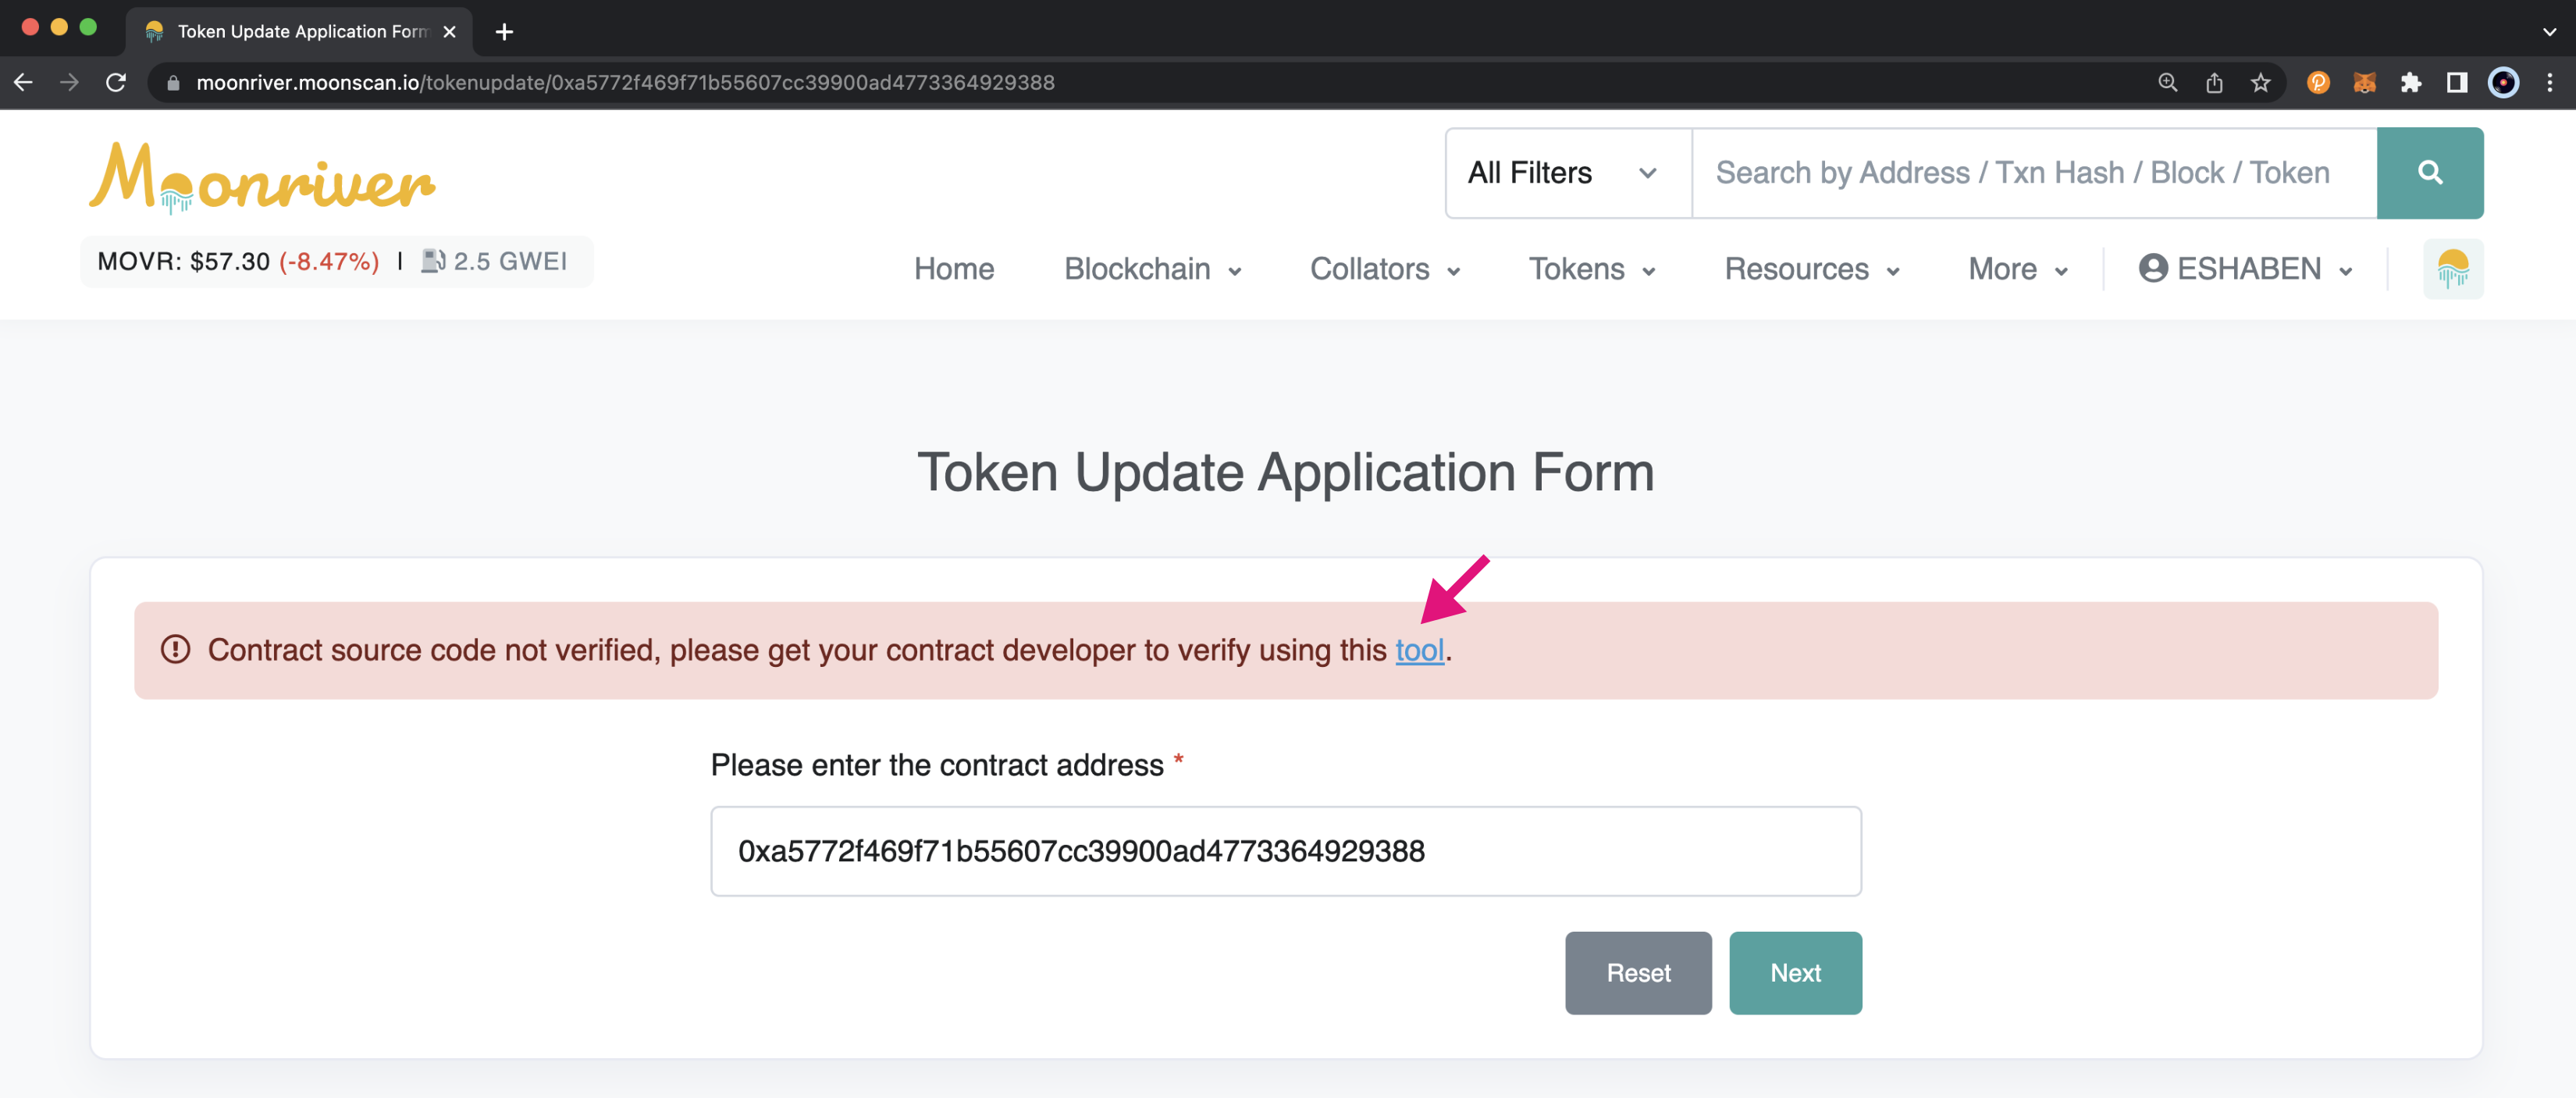 Token Update Application Form
moonriver.moonscan.io/tokenupdate/0xa5772f469f71b55607cc39900ad4773364929388
Moonriver
All Filters Search by Address / Txn Hash / Block / Token
MOVR: $57.30 (-8.47%) | 2.5 GWEI
Home Blockchain Collators Tokens Resources More ESHABEN
Token Update Application Form
Contract source code not verified, please get your contract developer to verify using this tool.
Please enter the contract address *
0xa5772f469f71b55607cc39900ad4773364929388
Reset Next